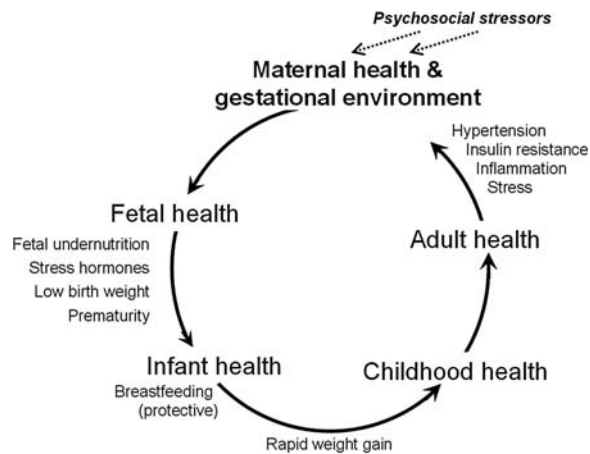 Psychosocial stressors
Maternal health &
gestational environment
Hypertension
Insulin resistance
Inflammation
Stress
Fetal health
Adult health
Fetal undernutrition
Stress hormones
Low birth weight
Prematurity
Infant health
Childhood health
Breastfeeding
(protective)
Rapid weight gain